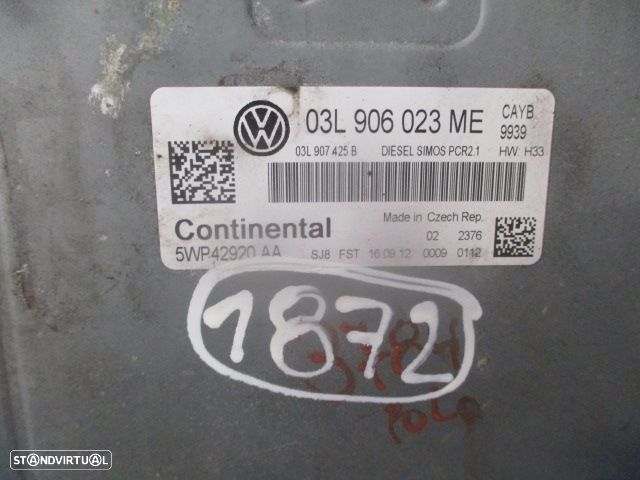 03L 906 023 ME
CAYB
9939
03L 907 425 B DIESEL SIMOS PCR2.1 HW: H33
Continental
Made in Czech Rep.
02 2376
5WP42920 AA SJ8 FST 16.09.12 0009 0112
1872
3784
POLO
STANDVIRTUAL